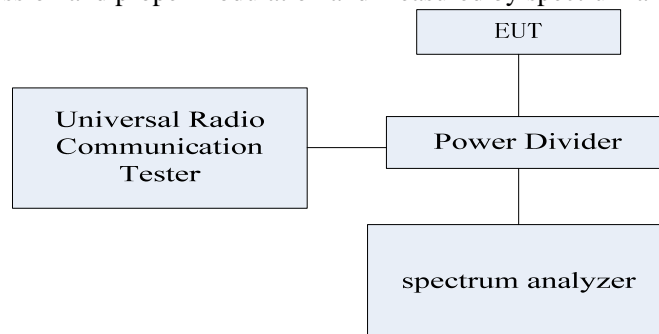 EUT
Universal Radio
Communication
Tester
Power Divider
spectrum analyzer